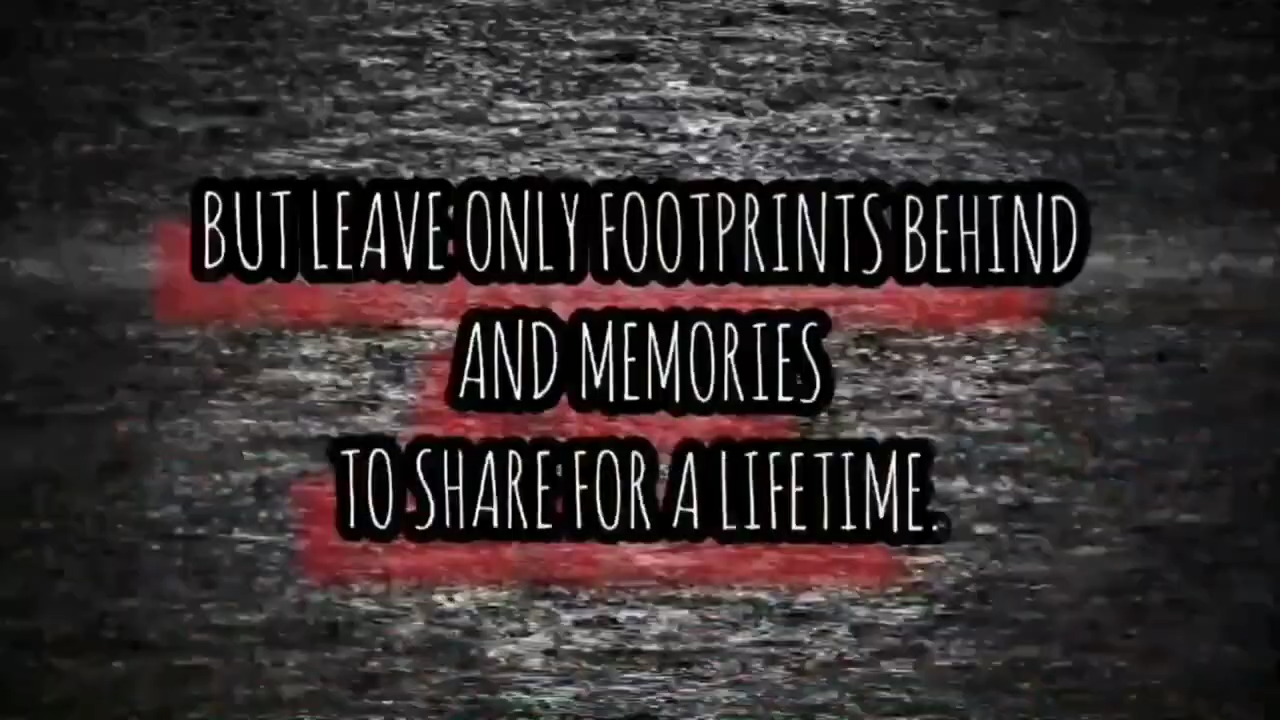 BUT LEAVE ONLY FOOTPRINTS BEHIND
AND MEMORIES
TO SHARE FOR A LIFETIME.